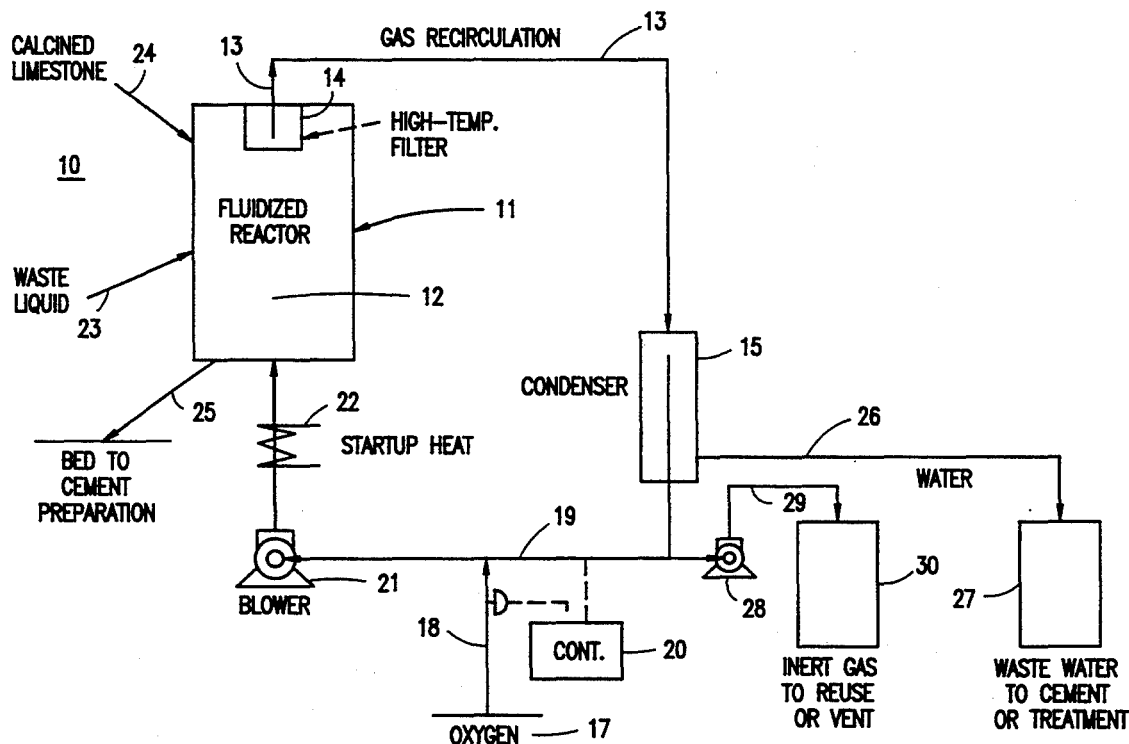 GAS RECIRCULATION
13
13
CALCINED
LIMESTONE
24
14
HIGH-TEMP.
FILTER
10
FLUIDIZED
REACTOR
11
WASTE
LIQUID
23
12
15
CONDENSER
25
22
STARTUP HEAT
26
WATER
BED TO
CEMENT
PREPARATION
29
19
30
27
21
BLOWER
28
18
CONT.
20
INERT GAS
TO REUSE
OR VENT
WASTE WATER
TO CEMENT
OR TREATMENT
OXYGEN
17